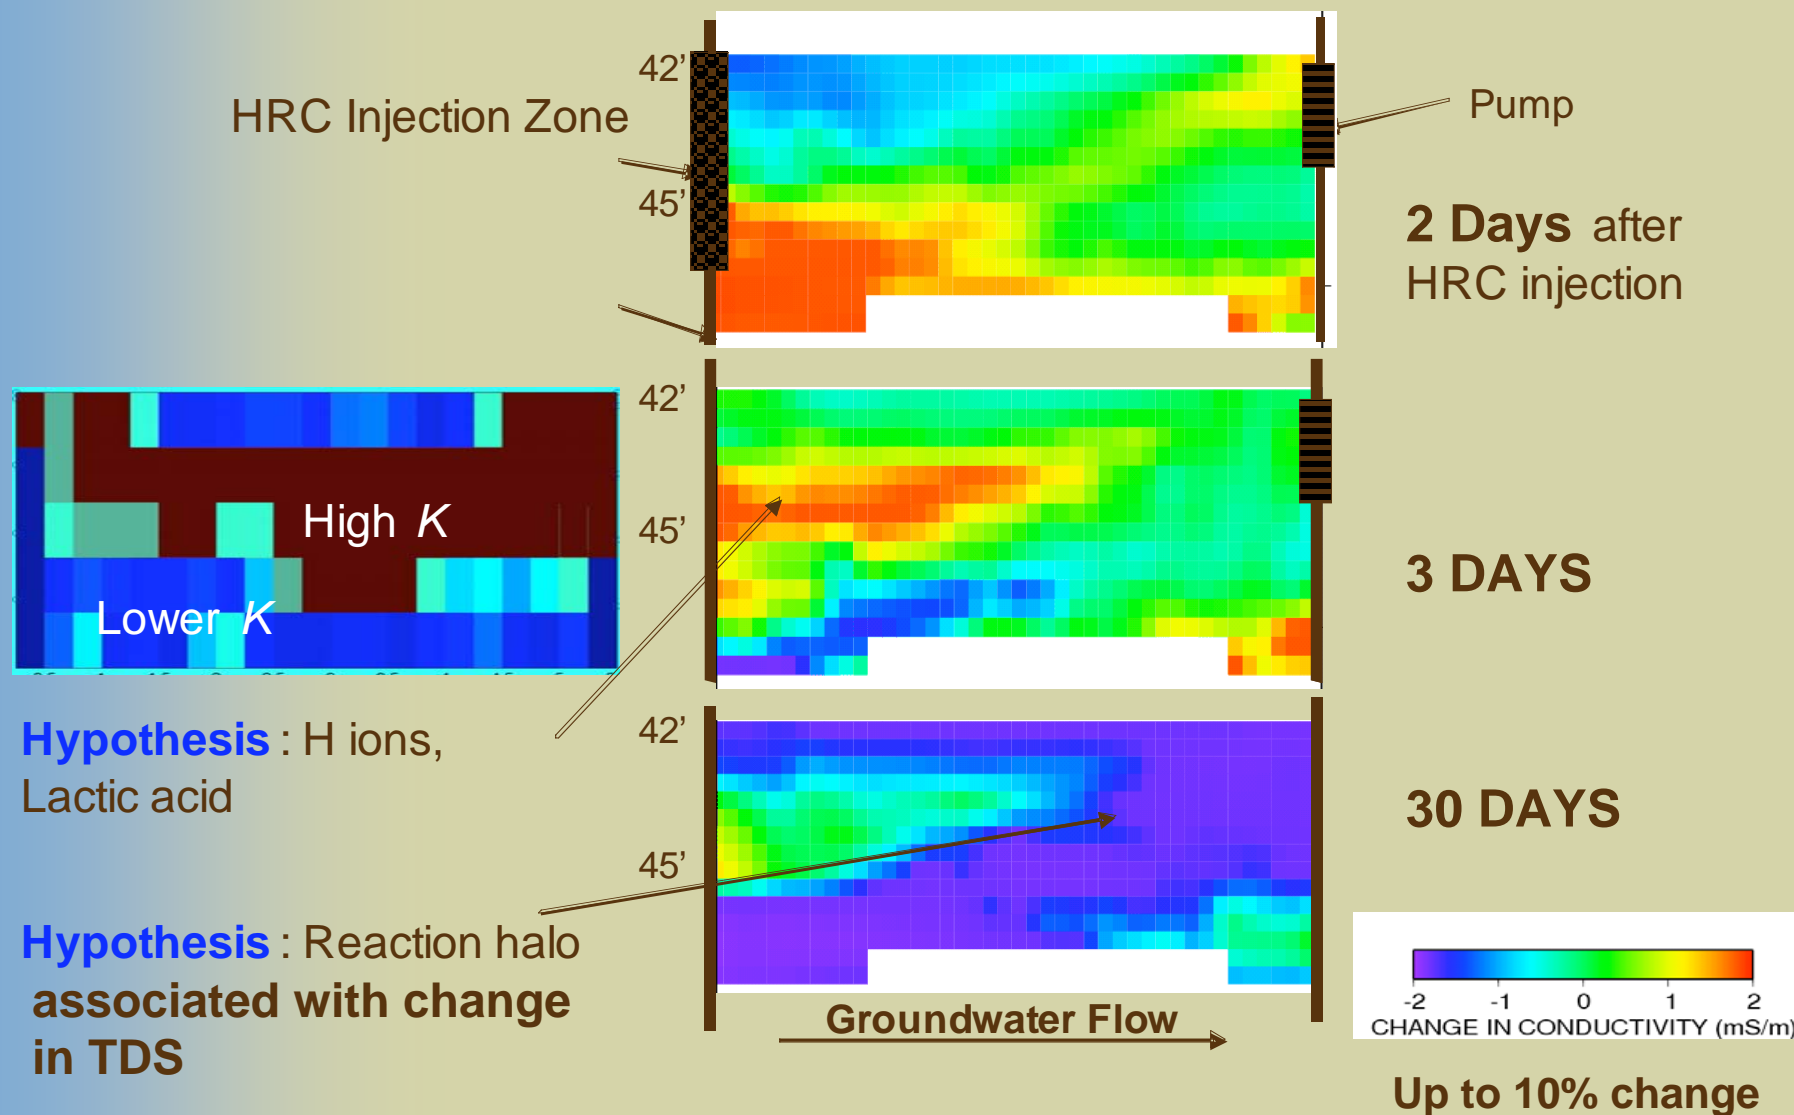 42’
HRC Injection Zone
Pump
45’
2 Days after
HRC injection
42’
High K
45’
Lower K
3 DAYS
Hypothesis : H ions,
Lactic acid
42’
30 DAYS
45’
Hypothesis : Reaction halo
associated with change
in TDS
Groundwater Flow
-2 -1 0 1 2
CHANGE IN CONDUCTIVITY (mS/m)
Up to 10% change